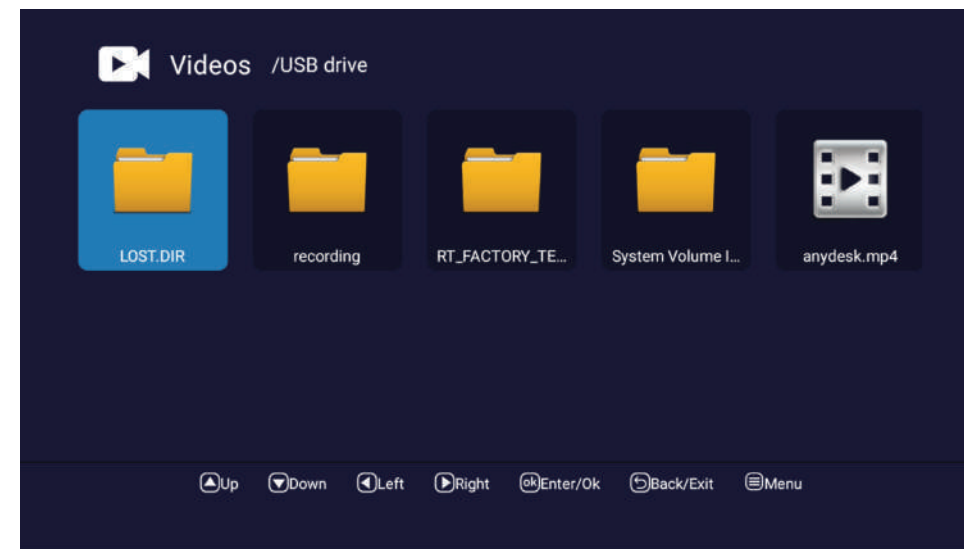 Videos /USB drive
LOST.DIR recording RT_FACTORY_TE... System Volume I... anydesk.mp4
Up Down Left Right ok Enter/Ok Back/Exit Menu